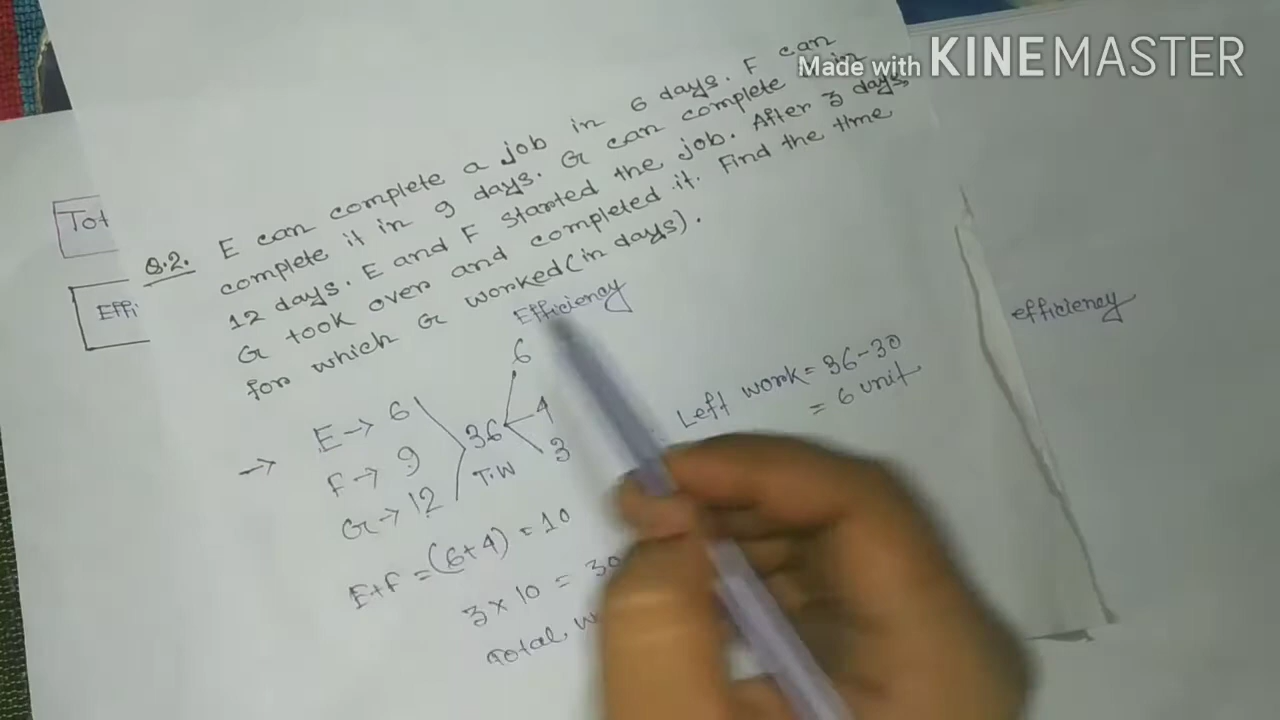 Made with KINEMASTER
Q.2. E can complete a job in 6 days. F can
complete it in 9 days. G can complete it in
12 days. E and F started the job. After 3 days
G took over and completed it. Find the time
for which G worked (in days).
Tot
Effi
Efficiency
efficiency
E → 6
F → 9
G → 12
36
T.W
6
4
3
Left work = 36-30
= 6 unit
E+F = (6+4) = 10
3 × 10 = 30
Total